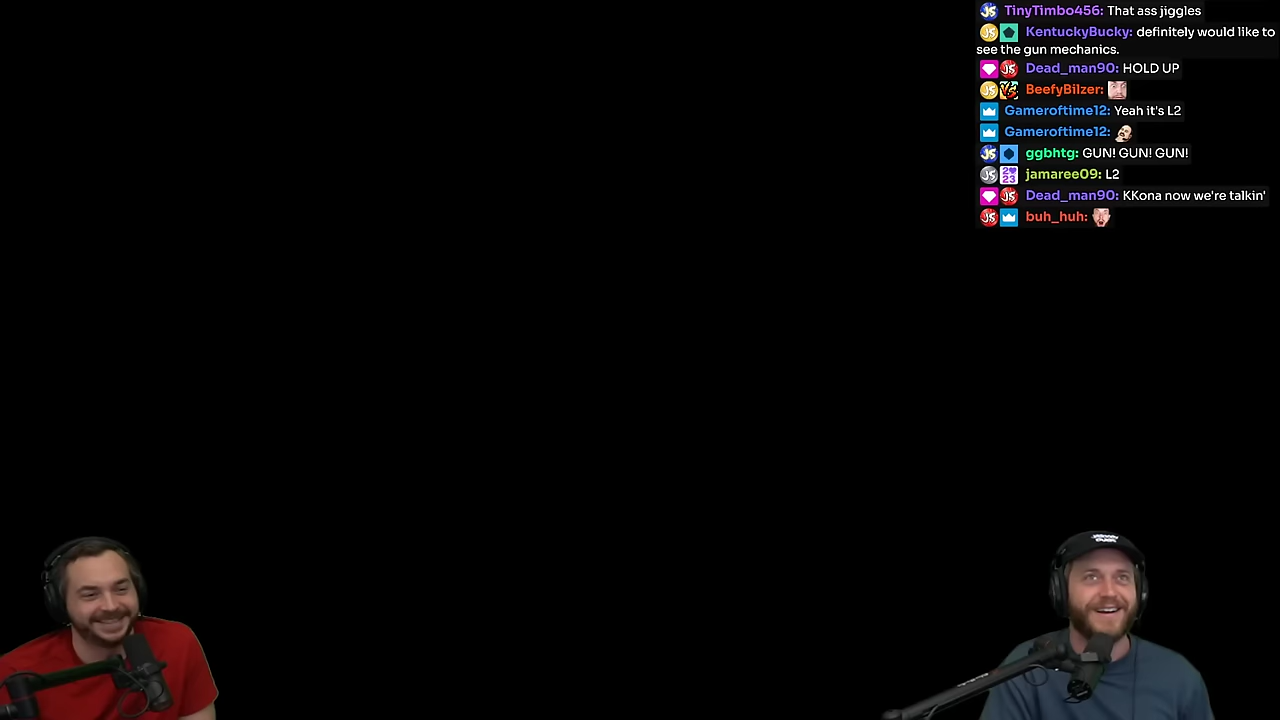 TinyTimbo456: That ass jiggles
KentuckyBucky: definitely would like to
see the gun mechanics.
Dead_man90: HOLD UP
BeefyBilzer:
Gameroftime12: Yeah it's L2
Gameroftime12:
ggbhtg: GUN! GUN! GUN!
jamaree09: L2
Dead_man90: KKona now we're talkin'
buh_huh: